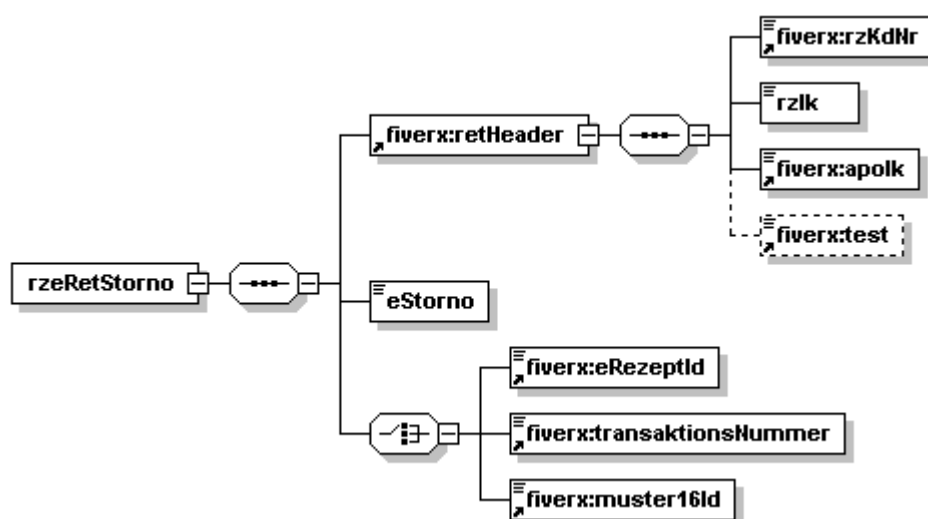 fiverx:rzKdNr
rzIk
fiverx:retHeader
fiverx:apoIk
fiverx:test
rzeRetStorno
eStorno
fiverx:eRezeptId
fiverx:transaktionsNummer
fiverx:muster16Id